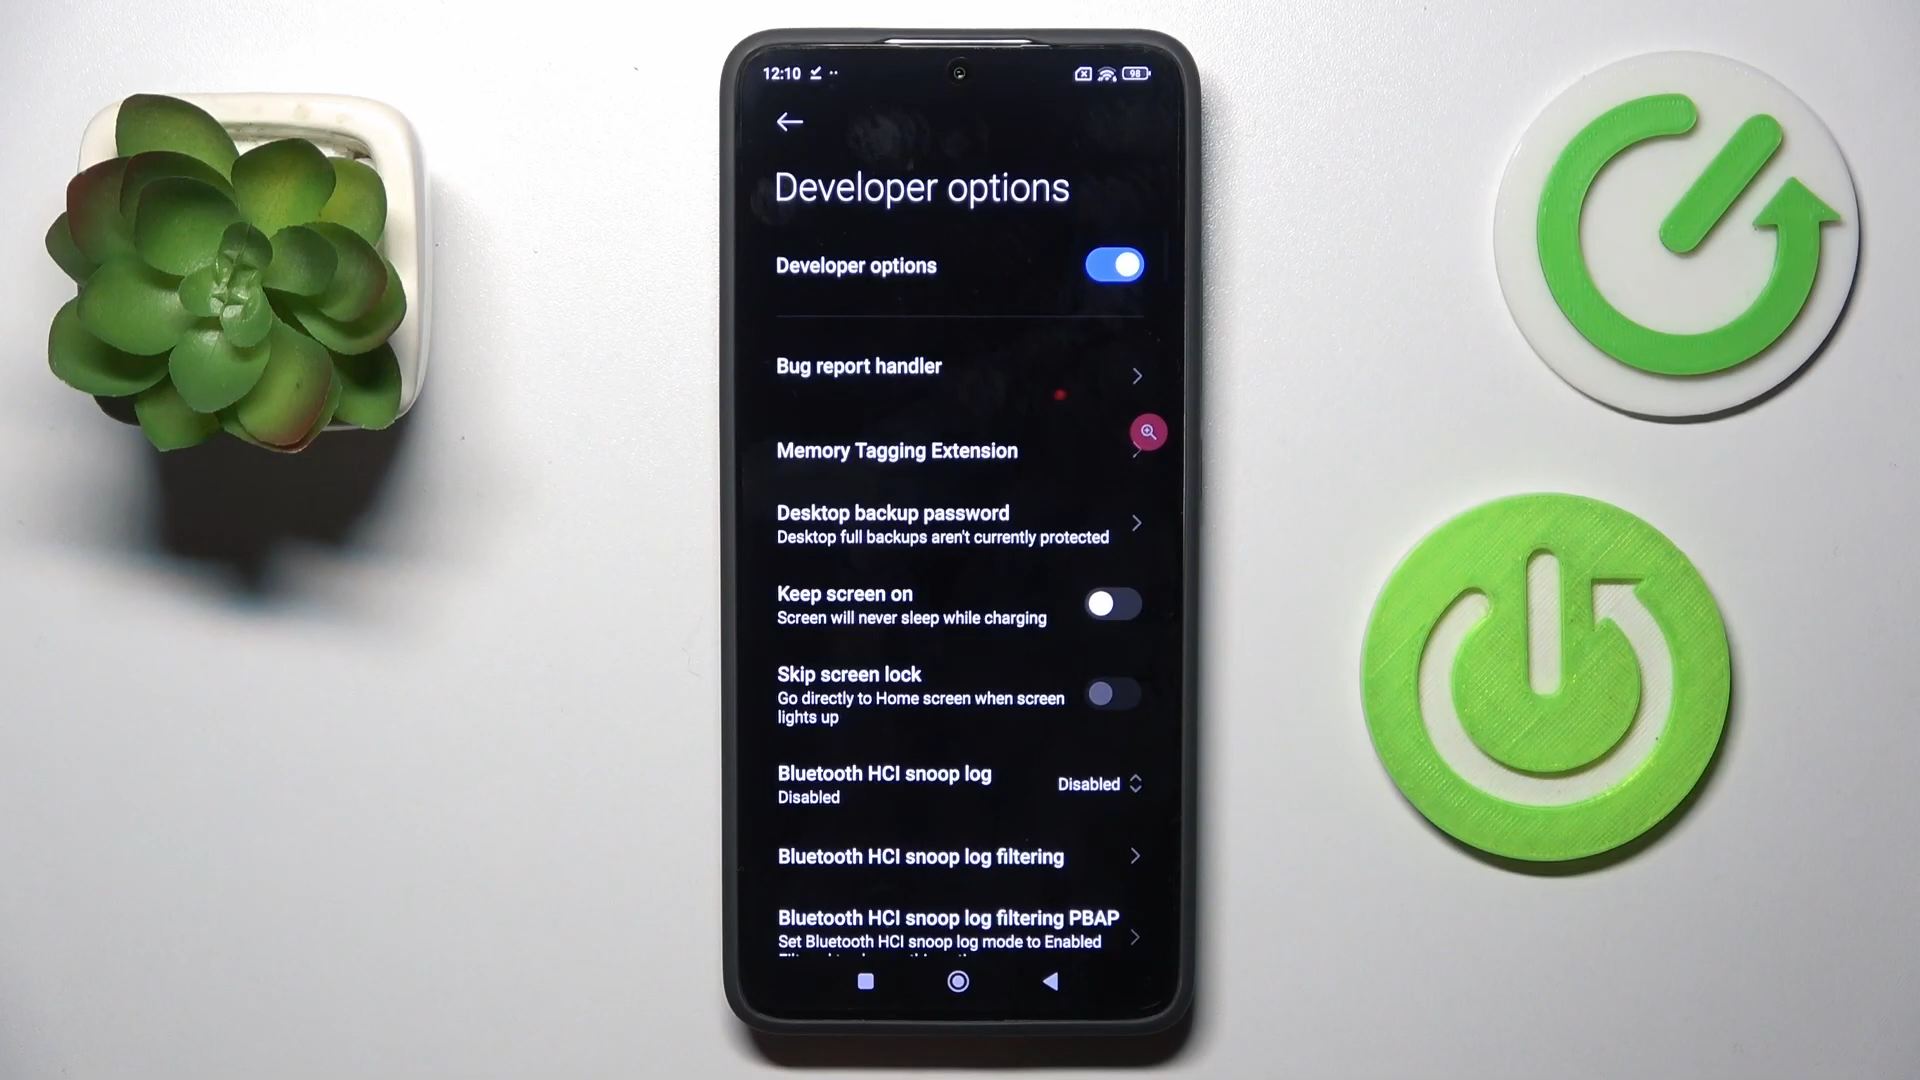 12:10
98
Developer options
Developer options
Bug report handler
Memory Tagging Extension
Desktop backup password
Desktop full backups aren't currently protected
Keep screen on
Screen will never sleep while charging
Skip screen lock
Go directly to Home screen when screen
lights up
Bluetooth HCI snoop log
Disabled
Disabled
Bluetooth HCI snoop log filtering
Bluetooth HCI snoop log filtering PBAP
Set Bluetooth HCI snoop log mode to Enabled